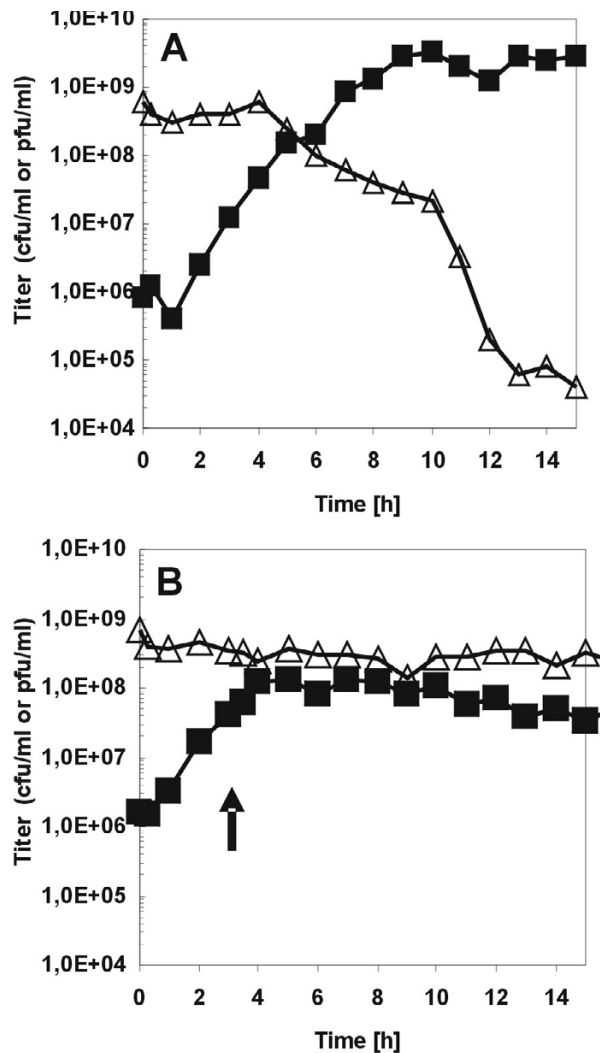 A
Titer (cfu/ml or pfu/ml)
1,0E+10
1,0E+09
1,0E+08
1,0E+07
1,0E+06
1,0E+05
1,0E+04
0 2 4 6 8 10 12 14
Time [h]
B
Titer (cfu/ml or pfu/ml)
1,0E+10
1,0E+09
1,0E+08
1,0E+07
1,0E+06
1,0E+05
1,0E+04
0 2 4 6 8 10 12 14
Time [h]